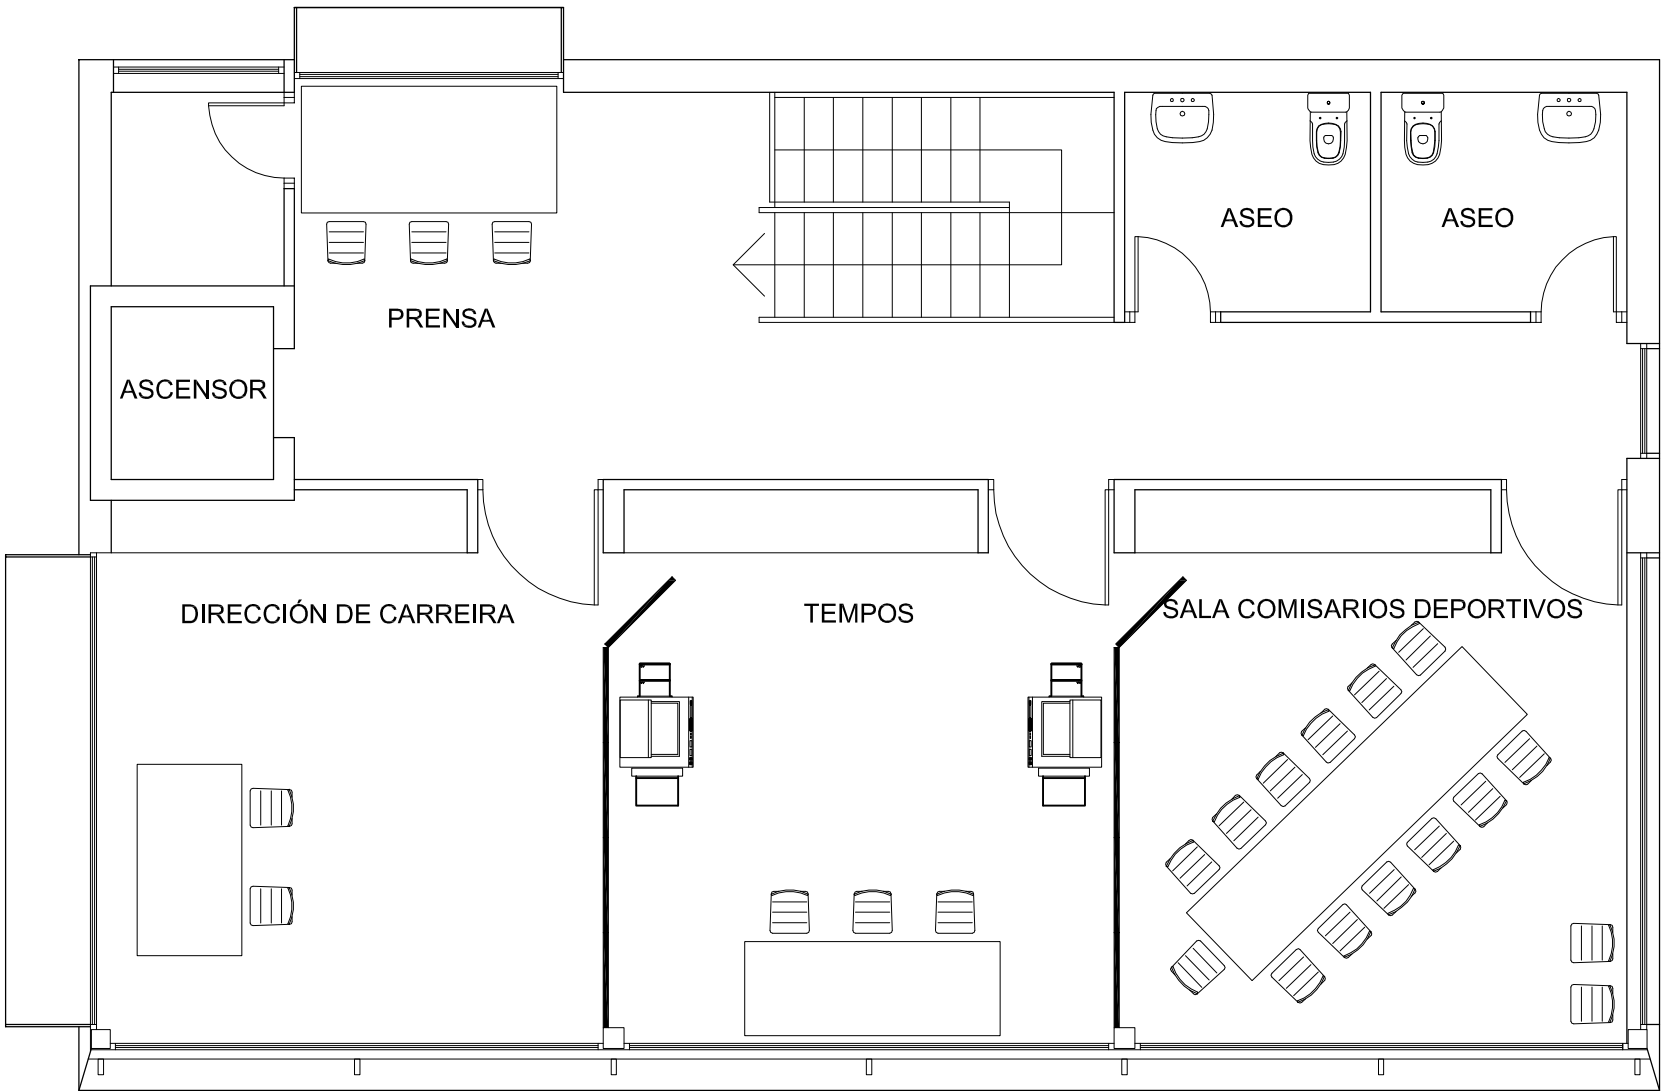 ASEO
ASEO
PRENSA
ASCENSOR
DIRECCIÓN DE CARREIRA
TEMPOS
SALA COMISARIOS DEPORTIVOS